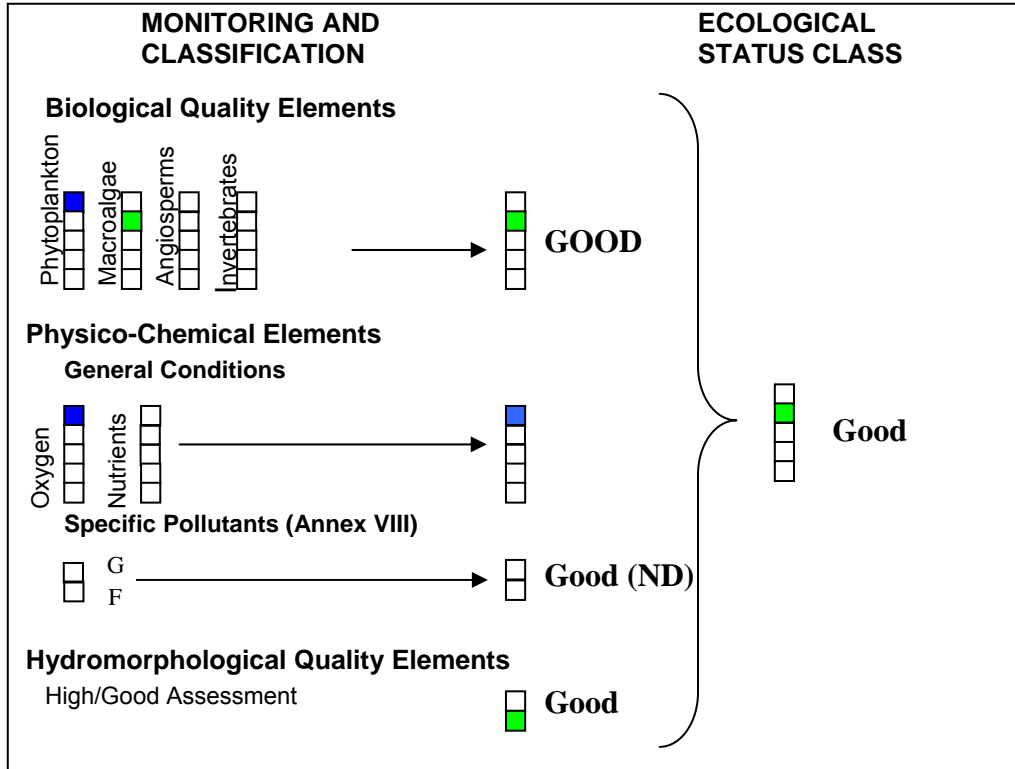 MONITORING AND
CLASSIFICATION
ECOLOGICAL
STATUS CLASS
Biological Quality Elements
Phytoplankton
Macroalgae
Angiosperms
Invertebrates
GOOD
Physico-Chemical Elements
General Conditions
Oxygen
Nutrients
Good
Specific Pollutants (Annex VIII)
G
F
Good (ND)
Hydromorphological Quality Elements
High/Good Assessment
Good